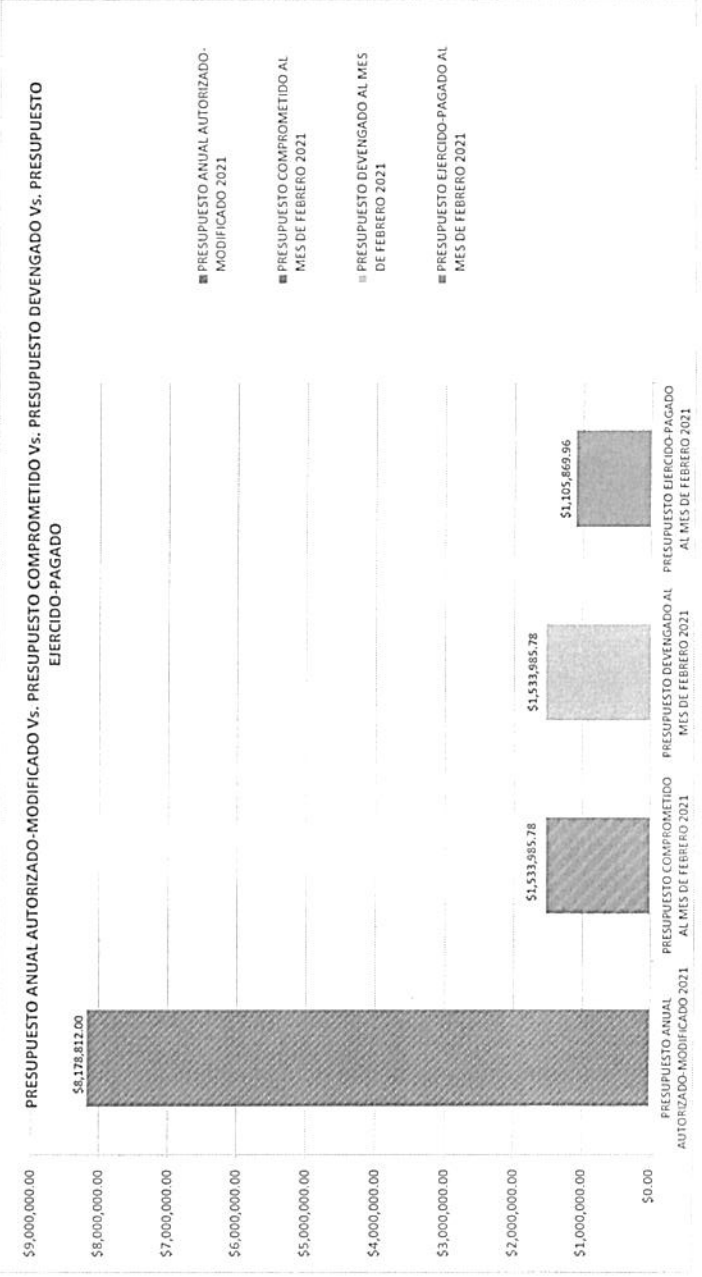 PRESUPUESTO ANUAL AUTORIZADO-MODIFICADO Vs. PRESUPUESTO COMPROMETIDO Vs. PRESUPUESTO DEVENGADO Vs. PRESUPUESTO
EJERCIDO-PAGADO
$9,000,000.00
$8,000,000.00
$7,000,000.00
$6,000,000.00
$5,000,000.00
$4,000,000.00
$3,000,000.00
$2,000,000.00
$1,000,000.00
$0.00
$8,178,812.00
$1,533,985.78
$1,533,985.78
$1,105,869.96
PRESUPUESTO ANUAL
AUTORIZADO-MODIFICADO 2021
PRESUPUESTO COMPROMETIDO
AL MES DE FEBRERO 2021
PRESUPUESTO DEVENGADO AL
MES DE FEBRERO 2021
PRESUPUESTO EJERCIDO-PAGADO
AL MES DE FEBRERO 2021
PRESUPUESTO ANUAL AUTORIZADO-
MODIFICADO 2021
PRESUPUESTO COMPROMETIDO AL
MES DE FEBRERO 2021
PRESUPUESTO DEVENGADO AL MES
DE FEBRERO 2021
PRESUPUESTO EJERCIDO-PAGADO AL
MES DE FEBRERO 2021